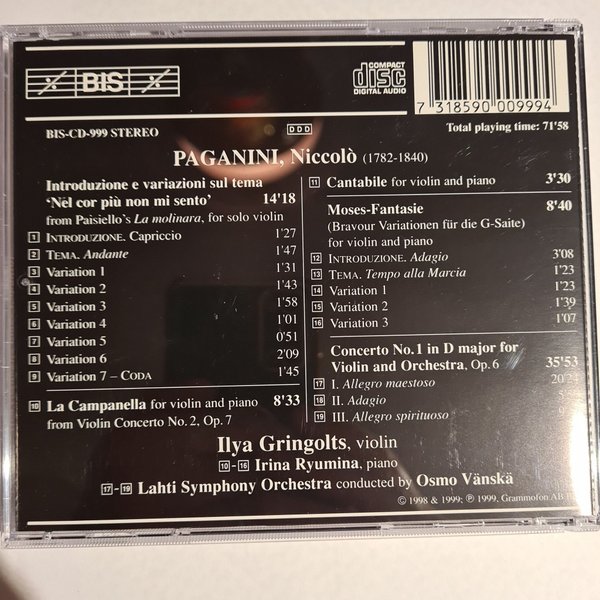 BIS
COMPACT
disc
DIGITAL AUDIO
7 318590 009994
BIS-CD-999 STEREO
DDD
Total playing time: 71'58
PAGANINI, Niccolò (1782-1840)
Introduzione e variazioni sul tema
'Nel cor più non mi sento' 14'18
from Paisiello's La molinara, for solo violin
1 INTRODUZIONE. Capriccio 1'27
2 TEMA. Andante 1'47
3 Variation 1 1'31
4 Variation 2 1'43
5 Variation 3 1'58
6 Variation 4 1'01
7 Variation 5 0'51
8 Variation 6 2'09
9 Variation 7 – CODA 1'45
10 La Campanella for violin and piano 8'33
from Violin Concerto No. 2, Op. 7
11 Cantabile for violin and piano 3'30
Moses-Fantasie 8'40
(Bravour Variationen für die G-Saite)
for violin and piano
12 INTRODUZIONE. Adagio 3'08
13 TEMA. Tempo alla Marcia 1'23
14 Variation 1 1'23
15 Variation 2 1'39
16 Variation 3 1'07
Concerto No. 1 in D major for
Violin and Orchestra, Op. 6 35'53
17 I. Allegro maestoso
18 II. Adagio
19 III. Allegro spirituoso
Ilya Gringolts, violin
10-16 Irina Ryumina, piano
17-19 Lahti Symphony Orchestra conducted by Osmo Vänskä
© 1998 & 1999; ℗ 1999, Grammofon AB